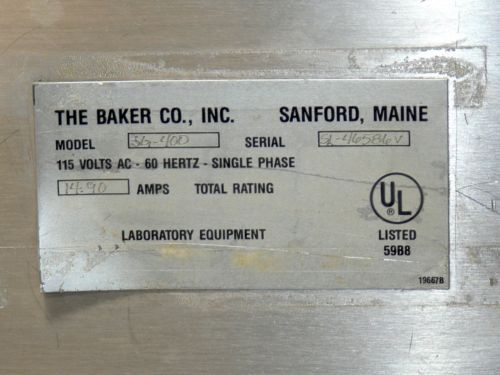 THE BAKER CO., INC. SANFORD, MAINE
MODEL SG-400 SERIAL SL-46586V
115 VOLTS AC - 60 HERTZ - SINGLE PHASE
14.90 AMPS TOTAL RATING
UL
LABORATORY EQUIPMENT LISTED
59B8
19667B